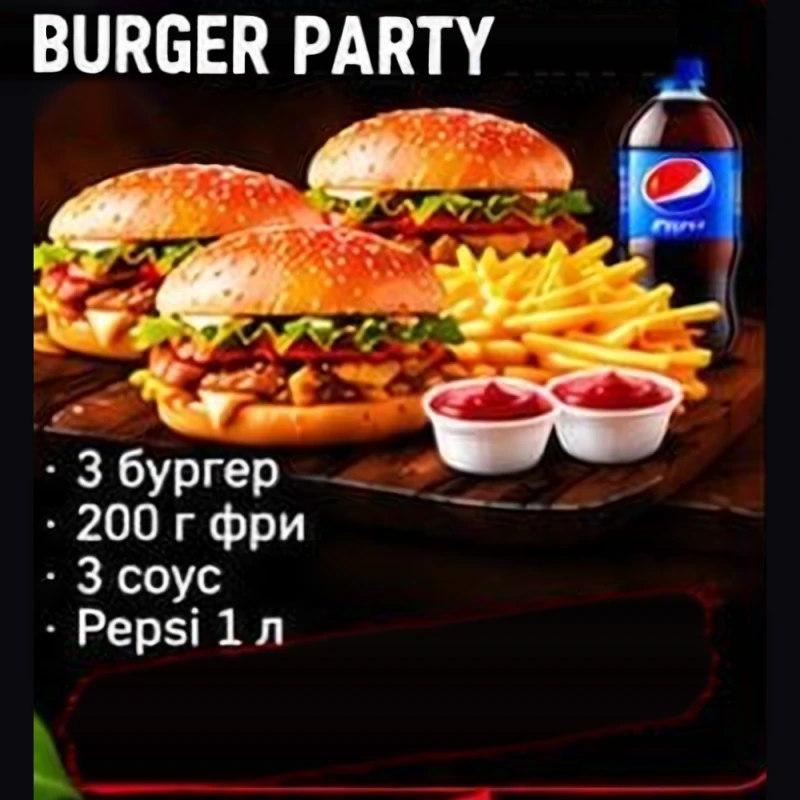 BURGER PARTY
· 3 бургер
· 200 г фри
· 3 соус
· Pepsi 1 л